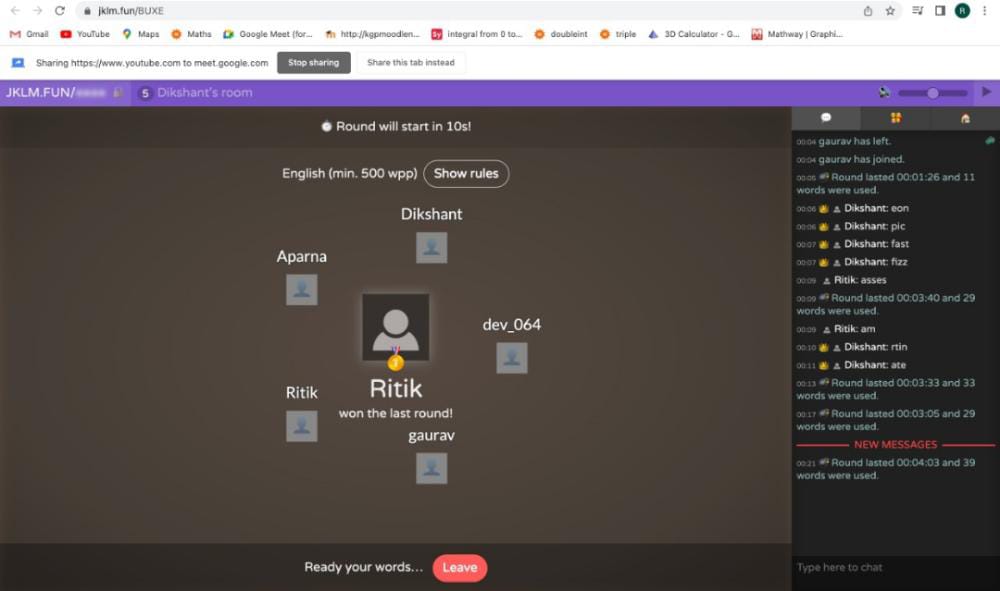 jklm.fun/BUXE
R
Gmail YouTube Maps Maths Google Meet (for... http://kgpmoodlen... Sy integral from 0 to... doubleint triple 3D Calculator - G... Mathway | Graphi...
Sharing https://www.youtube.com to meet.google.com Stop sharing Share this tab instead
JKLM.FUN/ 5 Dikshant's room
Round will start in 10s!
English (min. 500 wpp) Show rules
Dikshant
Aparna
dev_064
Ritik
Ritik
won the last round!
gaurav
Ready your words... Leave
00:04 gaurav has left.
00:04 gaurav has joined.
00:05 Round lasted 00:01:26 and 11
words were used.
00:06 Dikshant: eon
00:06 Dikshant: pic
00:07 Dikshant: fast
00:07 Dikshant: fizz
00:09 Ritik: asses
00:09 Round lasted 00:03:40 and 29
words were used.
00:09 Ritik: am
00:10 Dikshant: rtin
00:11 Dikshant: ate
00:13 Round lasted 00:03:33 and 33
words were used.
00:17 Round lasted 00:03:05 and 29
words were used.
NEW MESSAGES
00:21 Round lasted 00:04:03 and 39
words were used.
Type here to chat